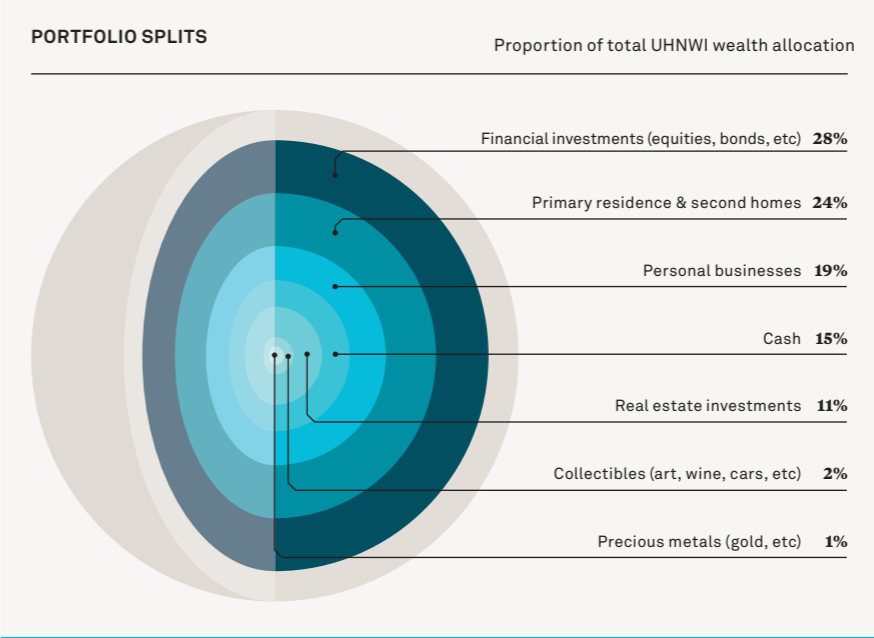 PORTFOLIO SPLITS
Proportion of total UHNWI wealth allocation
Financial investments (equities, bonds, etc) 28%
Primary residence & second homes 24%
Personal businesses 19%
Cash 15%
Real estate investments 11%
Collectibles (art, wine, cars, etc) 2%
Precious metals (gold, etc) 1%